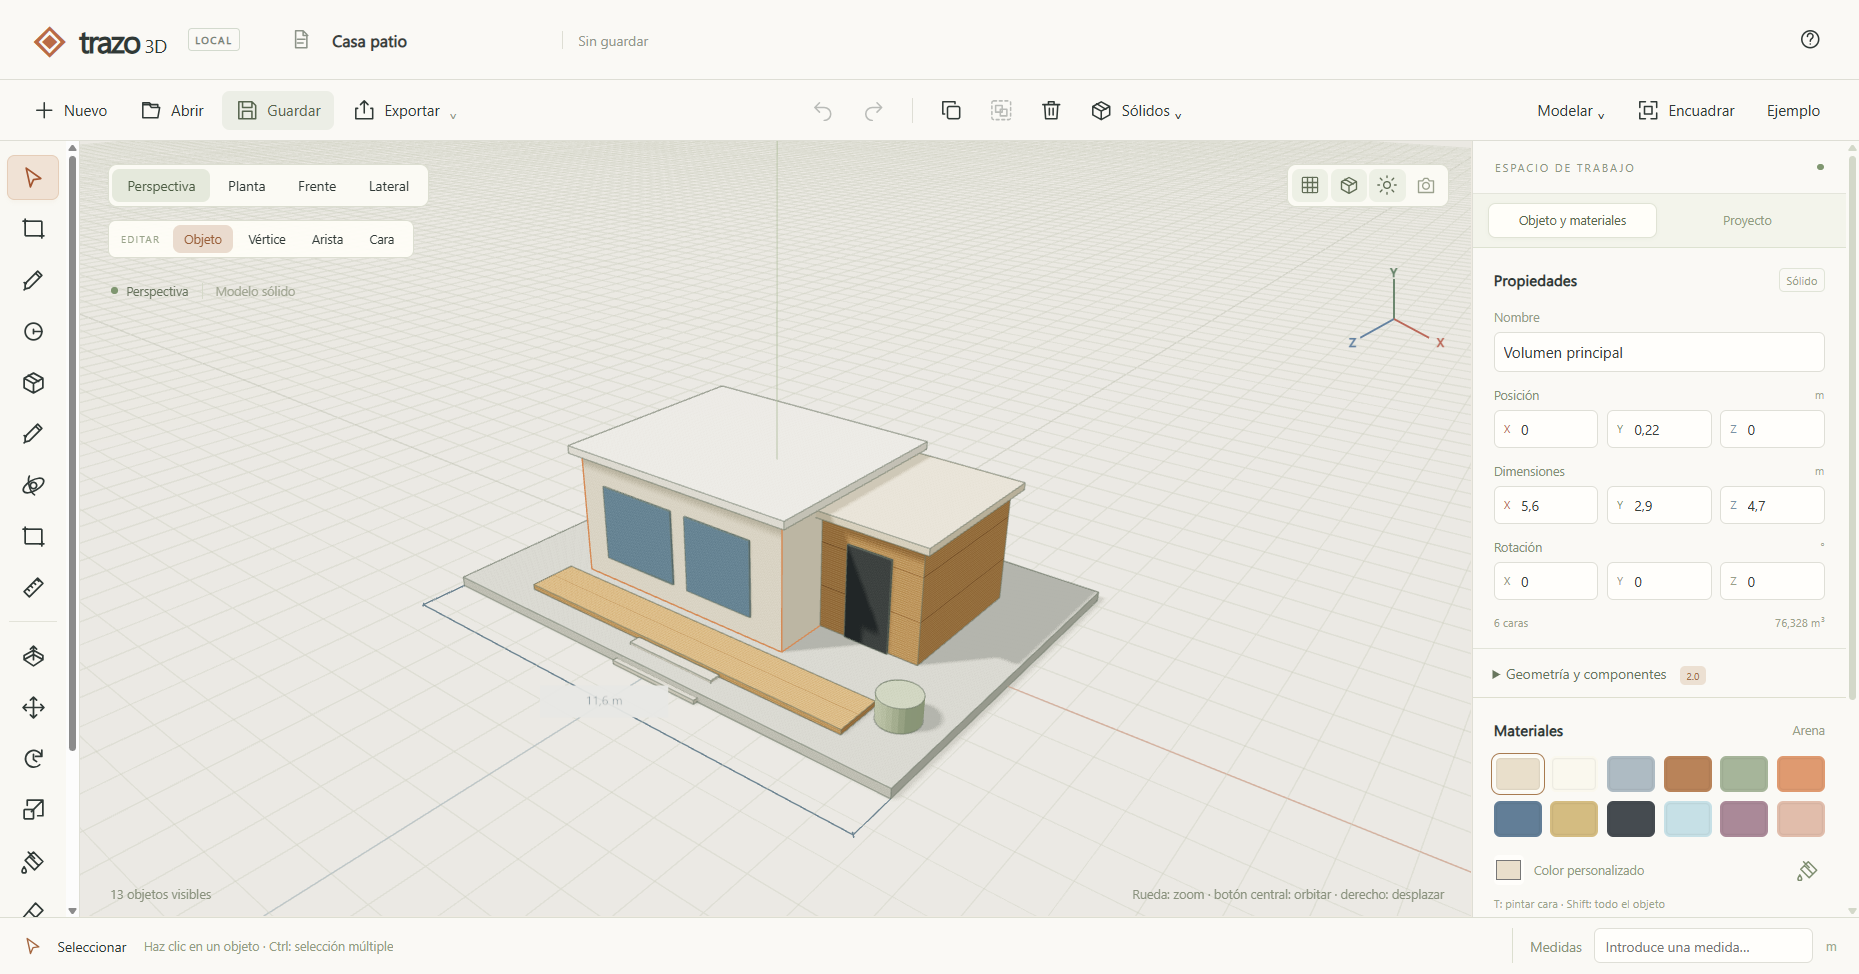 trazo 3D LOCAL Casa patio Sin guardar
Nuevo Abrir Guardar Exportar Sólidos Modelar Encuadrar Ejemplo
Perspectiva Planta Frente Lateral
EDITAR Objeto Vértice Arista Cara
Perspectiva Modelo sólido
Y
Z X
11,6 m
13 objetos visibles
Rueda: zoom · botón central: orbitar · derecho: desplazar
ESPACIO DE TRABAJO
Objeto y materiales Proyecto
Propiedades Sólido
Nombre
Volumen principal
Posición m
X 0 Y 0,22 Z 0
Dimensiones m
X 5,6 Y 2,9 Z 4,7
Rotación °
X 0 Y 0 Z 0
6 caras 76,328 m³
Geometría y componentes 2.0
Materiales Arena
Color personalizado
T: pintar cara · Shift: todo el objeto
Seleccionar Haz clic en un objeto · Ctrl: selección múltiple
Medidas Introduce una medida... m